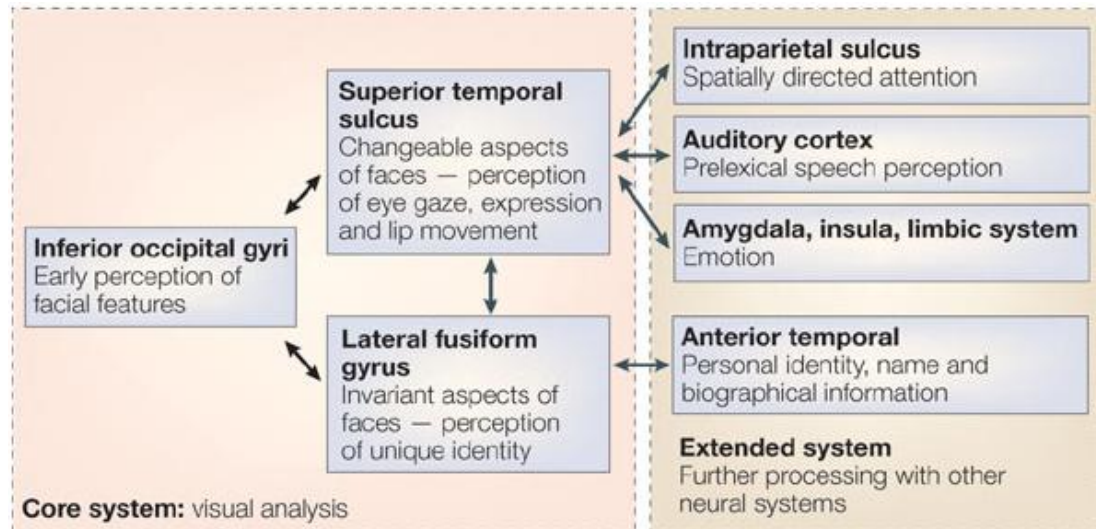 Inferior occipital gyri
Early perception of
facial features
Superior temporal
sulcus
Changeable aspects
of faces — perception
of eye gaze, expression
and lip movement
Lateral fusiform
gyrus
Invariant aspects of
faces — perception
of unique identity
Core system: visual analysis
Intraparietal sulcus
Spatially directed attention
Auditory cortex
Prelexical speech perception
Amygdala, insula, limbic system
Emotion
Anterior temporal
Personal identity, name and
biographical information
Extended system
Further processing with other
neural systems